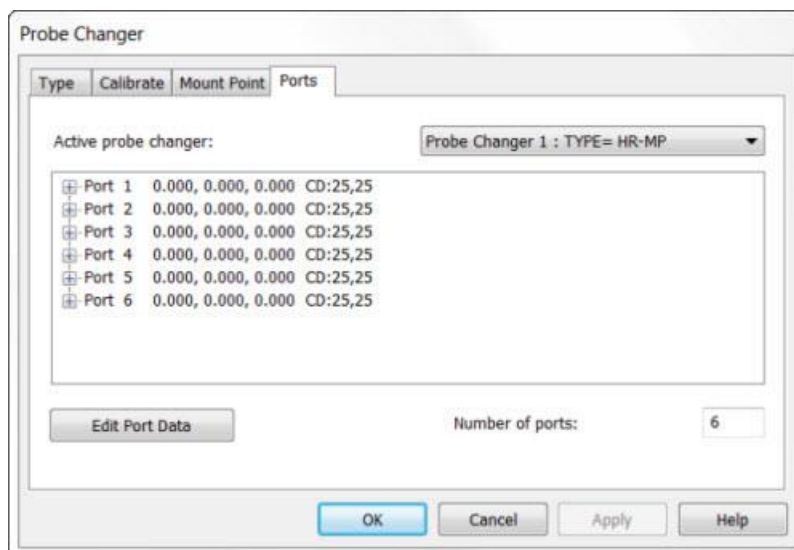 Probe Changer
Type Calibrate Mount Point Ports
Active probe changer: Probe Changer 1 : TYPE= HR-MP
Port 1 0.000, 0.000, 0.000 CD:25,25
Port 2 0.000, 0.000, 0.000 CD:25,25
Port 3 0.000, 0.000, 0.000 CD:25,25
Port 4 0.000, 0.000, 0.000 CD:25,25
Port 5 0.000, 0.000, 0.000 CD:25,25
Port 6 0.000, 0.000, 0.000 CD:25,25
Edit Port Data Number of ports: 6
OK Cancel Apply Help